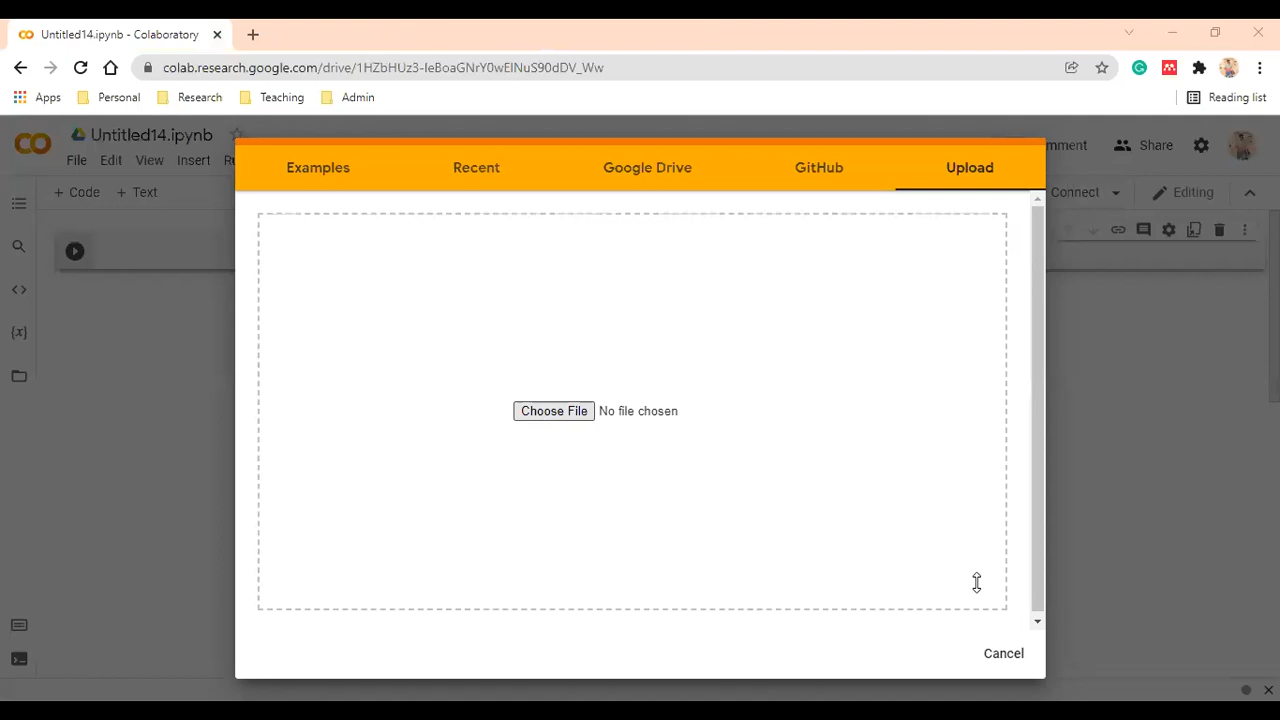 Untitled14.ipynb - Colaboratory
colab.research.google.com/drive/1HZbHUz3-IeBoaGNrY0wEINuS90dDV_Ww
Apps Personal Research Teaching Admin Reading list
Untitled14.ipynb
File Edit View Insert Ru
mment Share
+ Code + Text
Connect Editing
Examples Recent Google Drive GitHub Upload
Choose File No file chosen
Cancel